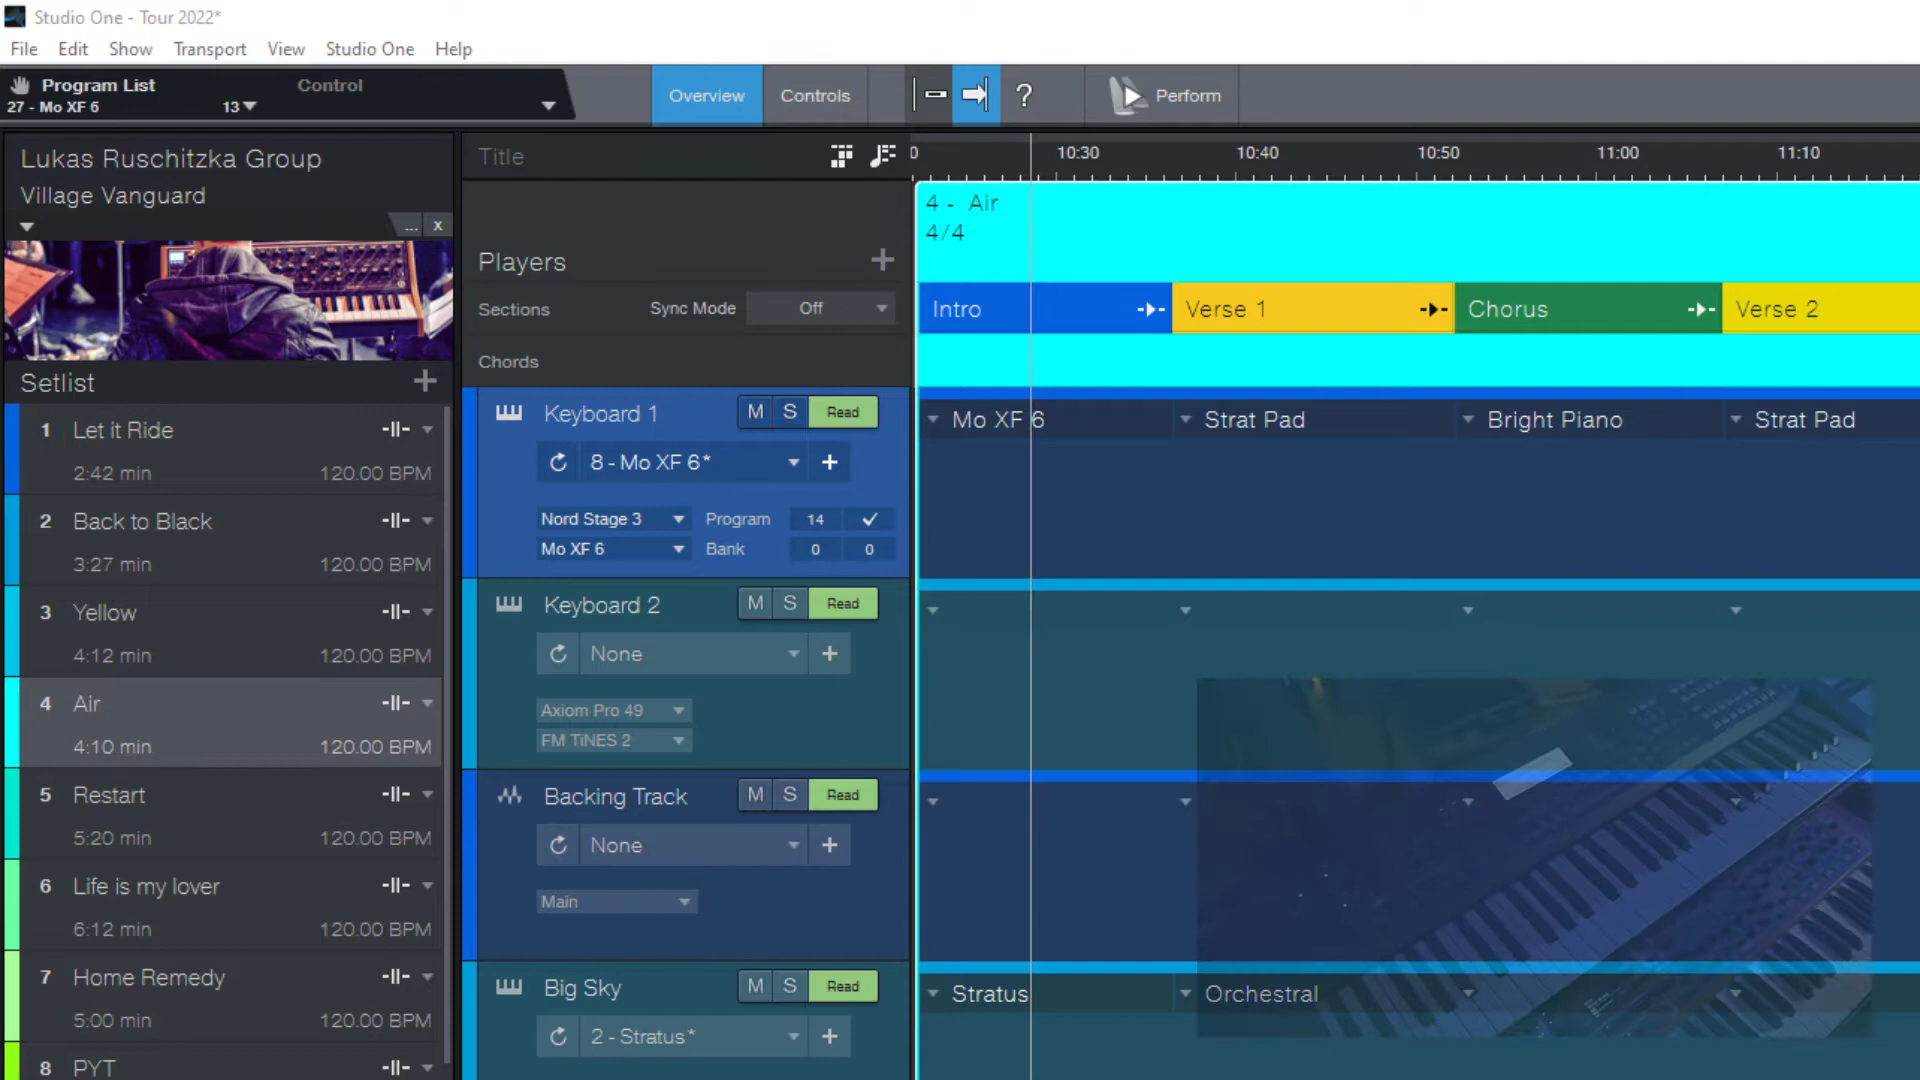 Studio One - Tour 2022*
File Edit Show Transport View Studio One Help
Program List Control
27 - Mo XF 6 13
Overview Controls ? Perform
Lukas Ruschitzka Group
Village Vanguard
... x
Setlist +
1 Let it Ride
2:42 min 120.00 BPM
2 Back to Black
3:27 min 120.00 BPM
3 Yellow
4:12 min 120.00 BPM
4 Air
4:10 min 120.00 BPM
5 Restart
5:20 min 120.00 BPM
6 Life is my lover
6:12 min 120.00 BPM
7 Home Remedy
5:00 min 120.00 BPM
8 PYT
Title
Players +
Sections Sync Mode Off
Chords
Keyboard 1 M S Read
8 - Mo XF 6* +
Nord Stage 3 Program 14
Mo XF 6 Bank 0 0
Keyboard 2 M S Read
None +
Axiom Pro 49
FM TiNES 2
Backing Track M S Read
None +
Main
Big Sky M S Read
2 - Stratus* +
0 10:30 10:40 10:50 11:00 11:10
4 - Air
4/4
Intro Verse 1 Chorus Verse 2
Mo XF 6 Strat Pad Bright Piano Strat Pad
Stratus Orchestral